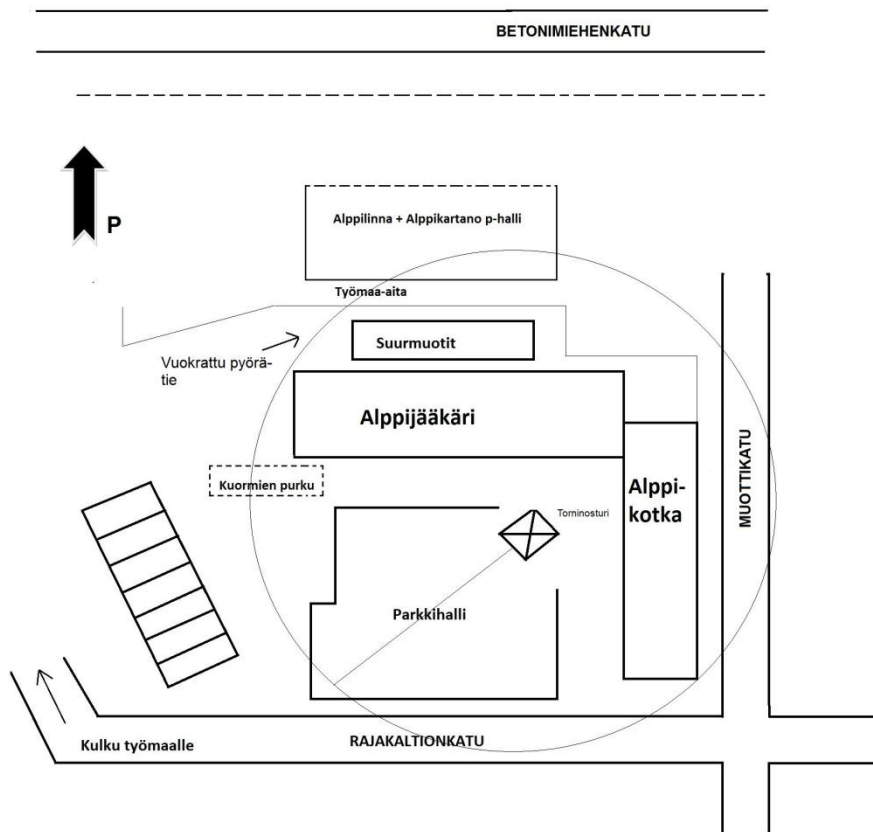 BETONIMIEHENKATU
P
Alppilinna + Alppikartano p-halli
Työmaa-aita
Suurmuotit
Vuokrattu pyörä-
tie
Alppijääkäri
Kuormien purku
Alppi-
kotka
MUOTTIKATU
Torninosturi
Parkkihalli
Kulku työmaalle
RAJAKALTIONKATU